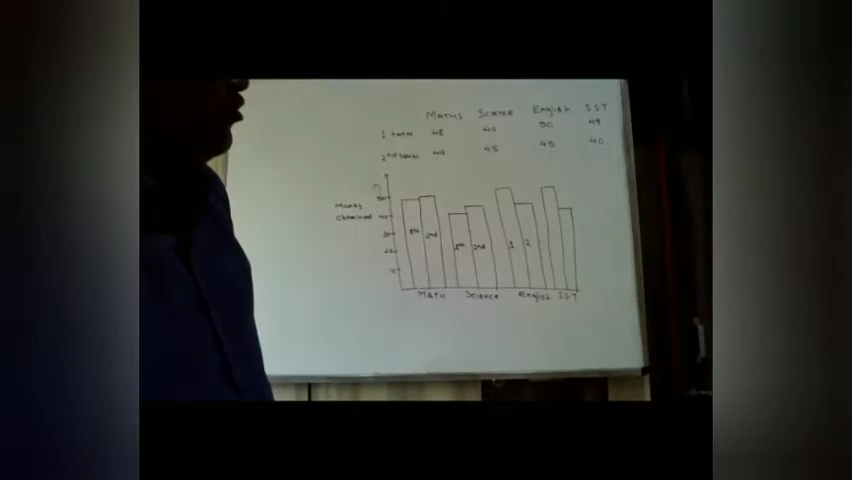 MATHS Science English SST
1 term 48 40 50 49
2nd term 45 40
Marks
Obtained
1st 2nd 1st 2nd 1 2
MATH Science English SST